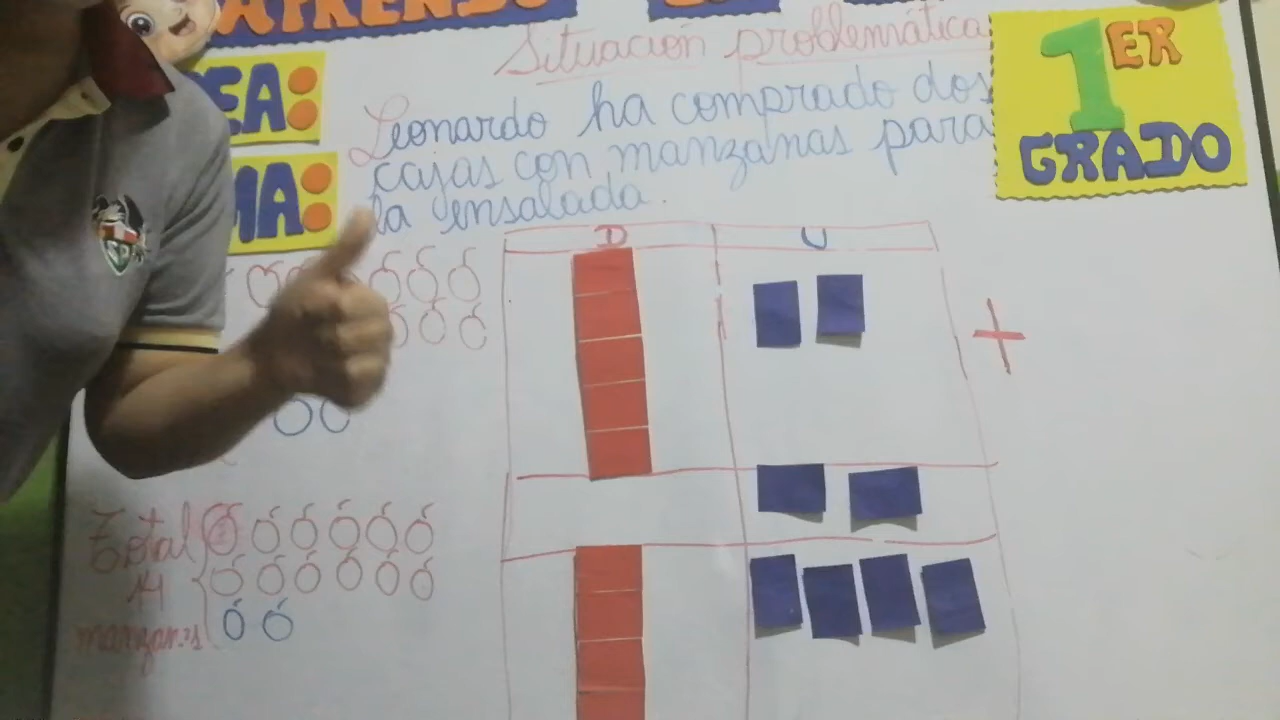 Situación problemática
1ER
GRADO
Leonardo ha comprado dos
cajas con manzanas para
la ensalada.
D U
+
Total
14
manzanas